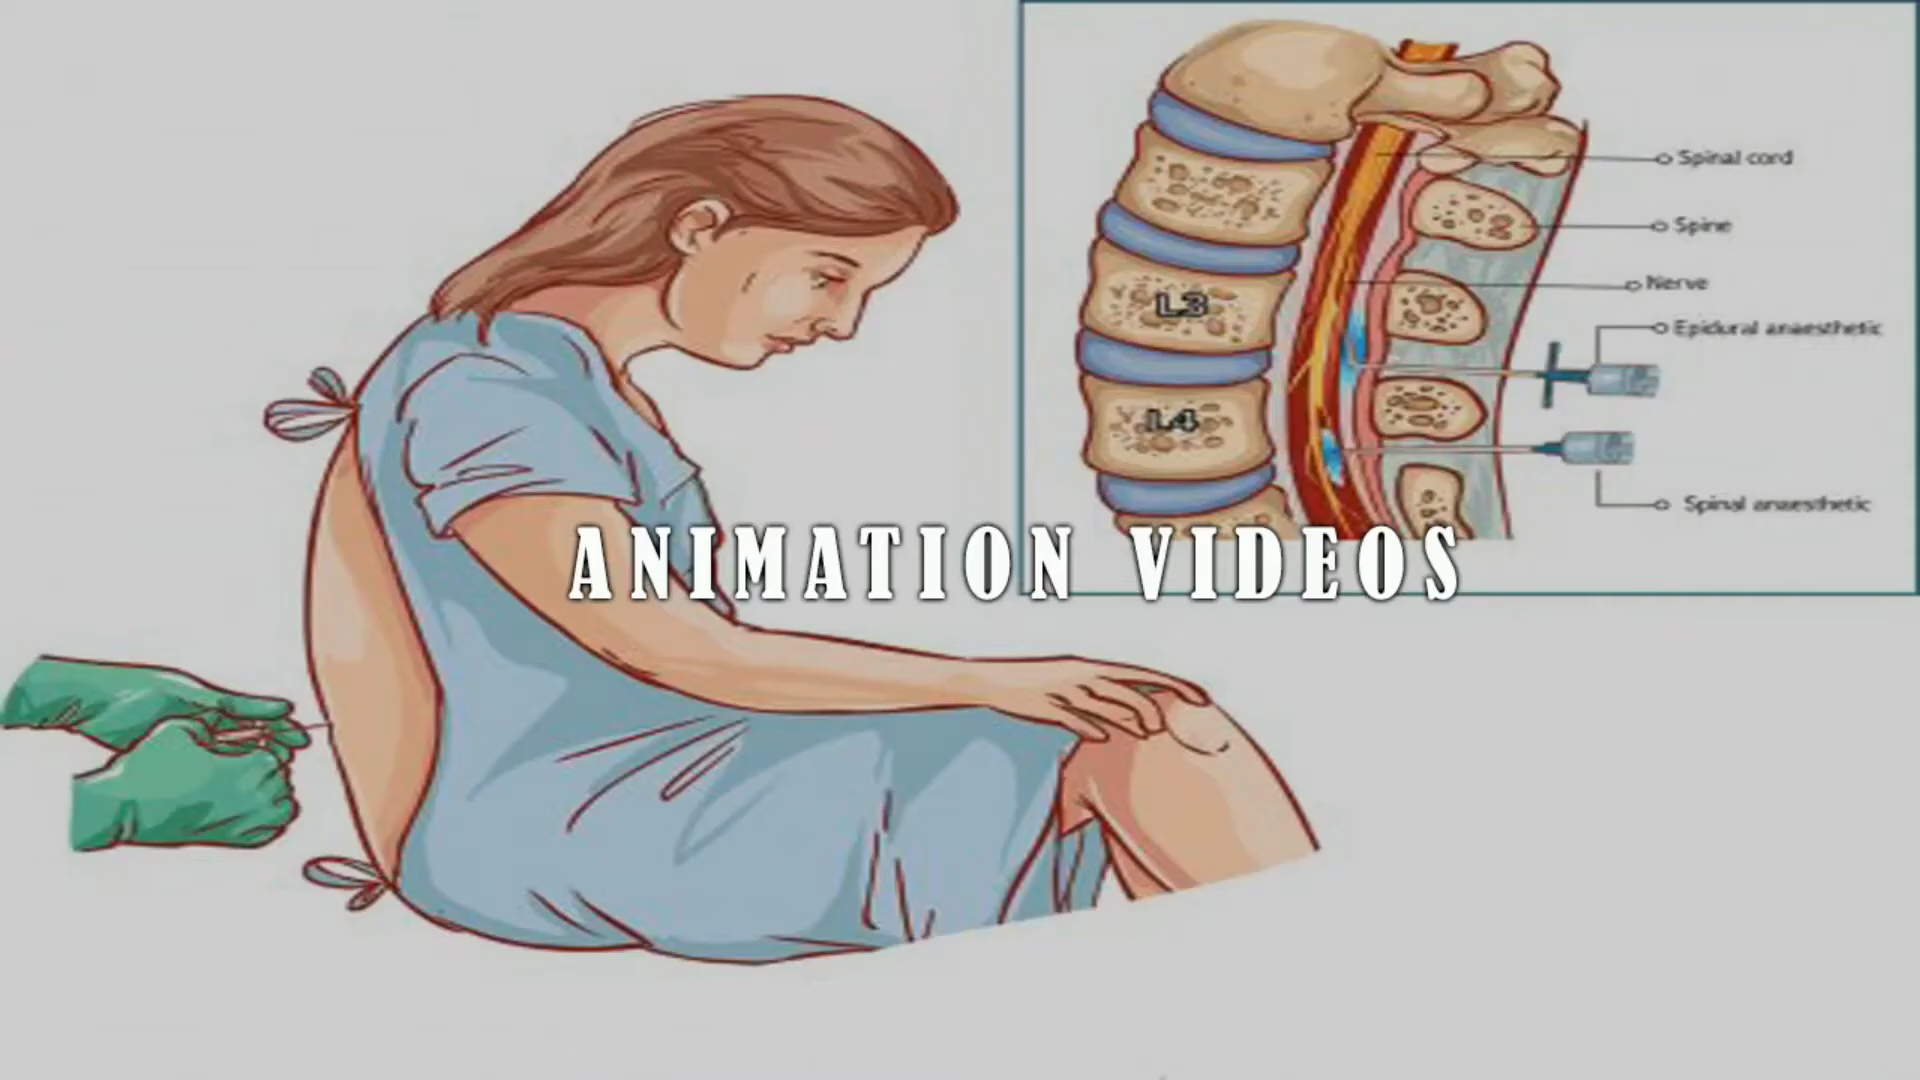 Spinal cord
Spine
Nerve
L3
Epidural anaesthetic
L4
Spinal anaesthetic
ANIMATION VIDEOS